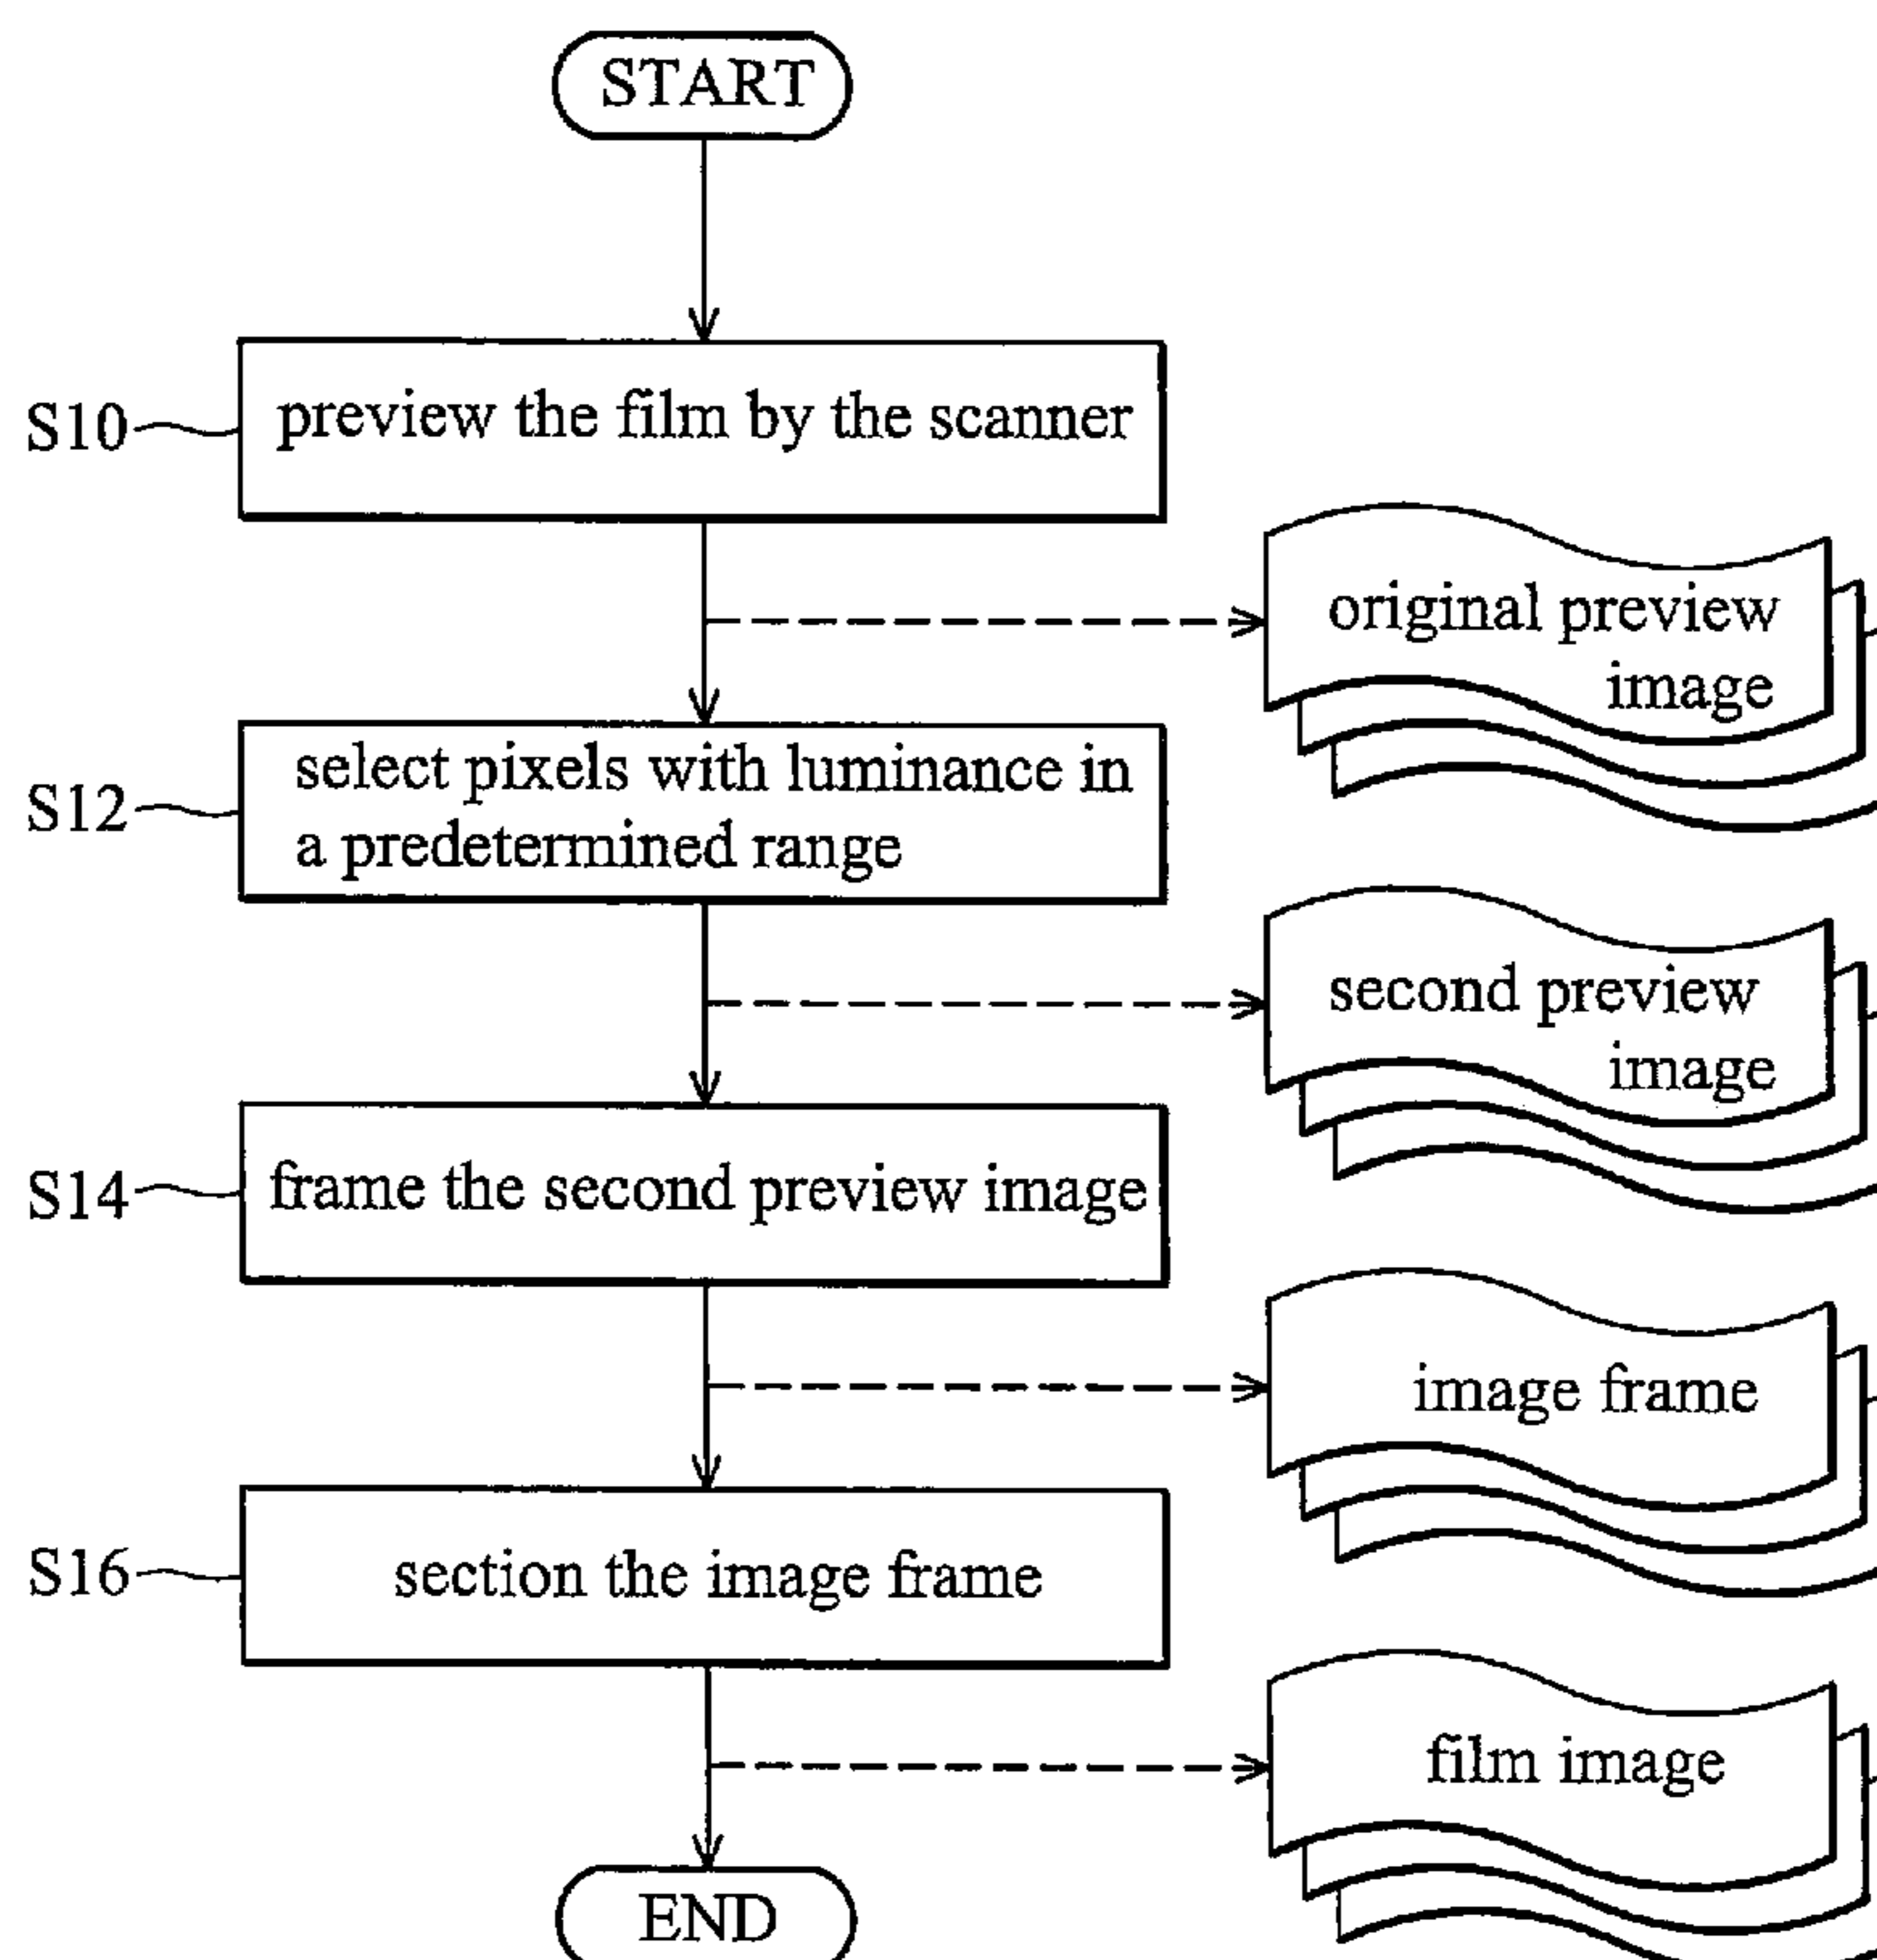 START
S10
preview the film by the scanner
original preview
image
S12
select pixels with luminance in
a predetermined range
second preview
image
S14
frame the second preview image
image frame
S16
section the image frame
film image
END